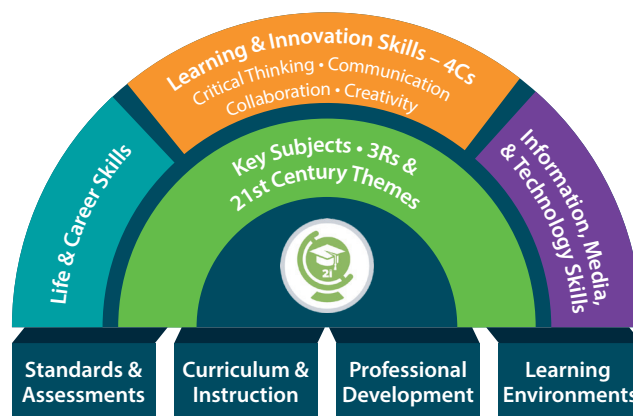 Learning & Innovation Skills – 4Cs
Critical Thinking • Communication
Collaboration • Creativity
Life & Career Skills
Key Subjects • 3Rs &
21st Century Themes
Information, Media,
& Technology Skills
21
Standards &
Assessments
Curriculum &
Instruction
Professional
Development
Learning
Environments